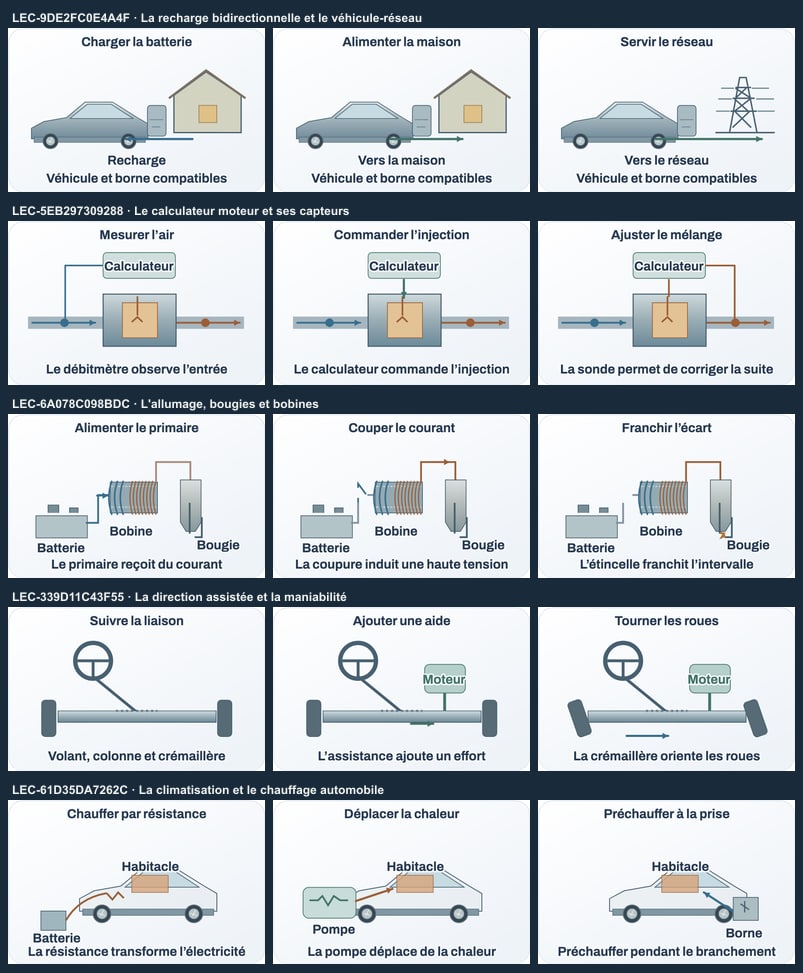 LEC-9DE2FC0E4A4F · La recharge bidirectionnelle et le véhicule-réseau
Charger la batterie
Recharge
Véhicule et borne compatibles
Alimenter la maison
Vers la maison
Véhicule et borne compatibles
Servir le réseau
Vers le réseau
Véhicule et borne compatibles
LEC-5EB297309288 · Le calculateur moteur et ses capteurs
Mesurer l’air
Calculateur
Le débitmètre observe l’entrée
Commander l’injection
Calculateur
Le calculateur commande l’injection
Ajuster le mélange
Calculateur
La sonde permet de corriger la suite
LEC-6A078C098BDC · L'allumage, bougies et bobines
Alimenter le primaire
Bobine
Batterie
Bougie
Le primaire reçoit du courant
Couper le courant
Bobine
Batterie
Bougie
La coupure induit une haute tension
Franchir l’écart
Bobine
Batterie
Bougie
L’étincelle franchit l’intervalle
LEC-339D11C43F55 · La direction assistée et la maniabilité
Suivre la liaison
Volant, colonne et crémaillère
Ajouter une aide
Moteur
L’assistance ajoute un effort
Tourner les roues
Moteur
La crémaillère oriente les roues
LEC-61D35DA7262C · La climatisation et le chauffage automobile
Chauffer par résistance
Habitacle
Batterie
La résistance transforme l’électricité
Déplacer la chaleur
Habitacle
Pompe
La pompe déplace de la chaleur
Préchauffer à la prise
Habitacle
Borne
Préchauffer pendant le branchement